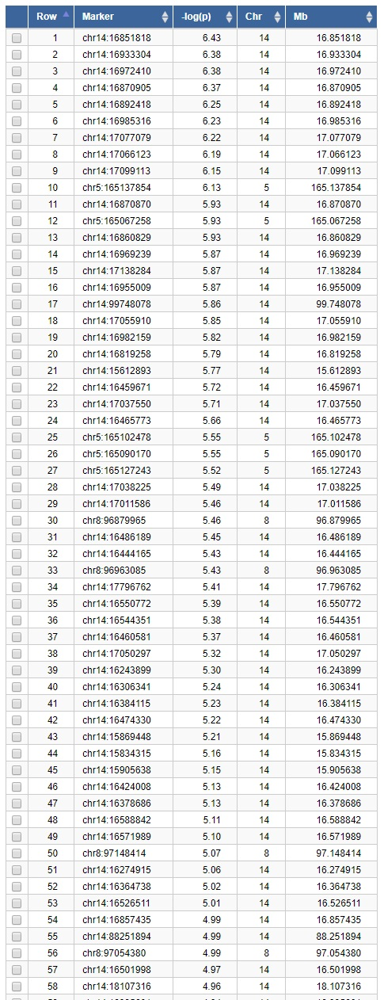 Row Marker -log(p) Chr Mb
1 chr14:16851818 6.43 14 16.851818
2 chr14:16933304 6.38 14 16.933304
3 chr14:16972410 6.38 14 16.972410
4 chr14:16870905 6.37 14 16.870905
5 chr14:16892418 6.25 14 16.892418
6 chr14:16985316 6.23 14 16.985316
7 chr14:17077079 6.22 14 17.077079
8 chr14:17066123 6.19 14 17.066123
9 chr14:17099113 6.15 14 17.099113
10 chr5:165137854 6.13 5 165.137854
11 chr14:16870870 5.93 14 16.870870
12 chr5:165067258 5.93 5 165.067258
13 chr14:16860829 5.93 14 16.860829
14 chr14:16969239 5.87 14 16.969239
15 chr14:17138284 5.87 14 17.138284
16 chr14:16955009 5.87 14 16.955009
17 chr14:99748078 5.86 14 99.748078
18 chr14:17055910 5.85 14 17.055910
19 chr14:16982159 5.82 14 16.982159
20 chr14:16819258 5.79 14 16.819258
21 chr14:15612893 5.77 14 15.612893
22 chr14:16459671 5.72 14 16.459671
23 chr14:17037550 5.71 14 17.037550
24 chr14:16465773 5.66 14 16.465773
25 chr5:165102478 5.55 5 165.102478
26 chr5:165090170 5.55 5 165.090170
27 chr5:165127243 5.52 5 165.127243
28 chr14:17038225 5.49 14 17.038225
29 chr14:17011586 5.46 14 17.011586
30 chr8:96879965 5.46 8 96.879965
31 chr14:16486189 5.45 14 16.486189
32 chr14:16444165 5.43 14 16.444165
33 chr8:96963085 5.43 8 96.963085
34 chr14:17796762 5.41 14 17.796762
35 chr14:16550772 5.39 14 16.550772
36 chr14:16544351 5.38 14 16.544351
37 chr14:16460581 5.37 14 16.460581
38 chr14:17050297 5.32 14 17.050297
39 chr14:16243899 5.30 14 16.243899
40 chr14:16306341 5.24 14 16.306341
41 chr14:16384115 5.23 14 16.384115
42 chr14:16474330 5.22 14 16.474330
43 chr14:15869448 5.21 14 15.869448
44 chr14:15834315 5.16 14 15.834315
45 chr14:15905638 5.15 14 15.905638
46 chr14:16424008 5.13 14 16.424008
47 chr14:16378686 5.13 14 16.378686
48 chr14:16588842 5.11 14 16.588842
49 chr14:16571989 5.10 14 16.571989
50 chr8:97148414 5.07 8 97.148414
51 chr14:16274915 5.06 14 16.274915
52 chr14:16364738 5.02 14 16.364738
53 chr14:16526511 5.01 14 16.526511
54 chr14:16857435 4.99 14 16.857435
55 chr14:88251894 4.99 14 88.251894
56 chr8:97054380 4.99 8 97.054380
57 chr14:16501998 4.97 14 16.501998
58 chr14:18107316 4.96 14 18.107316